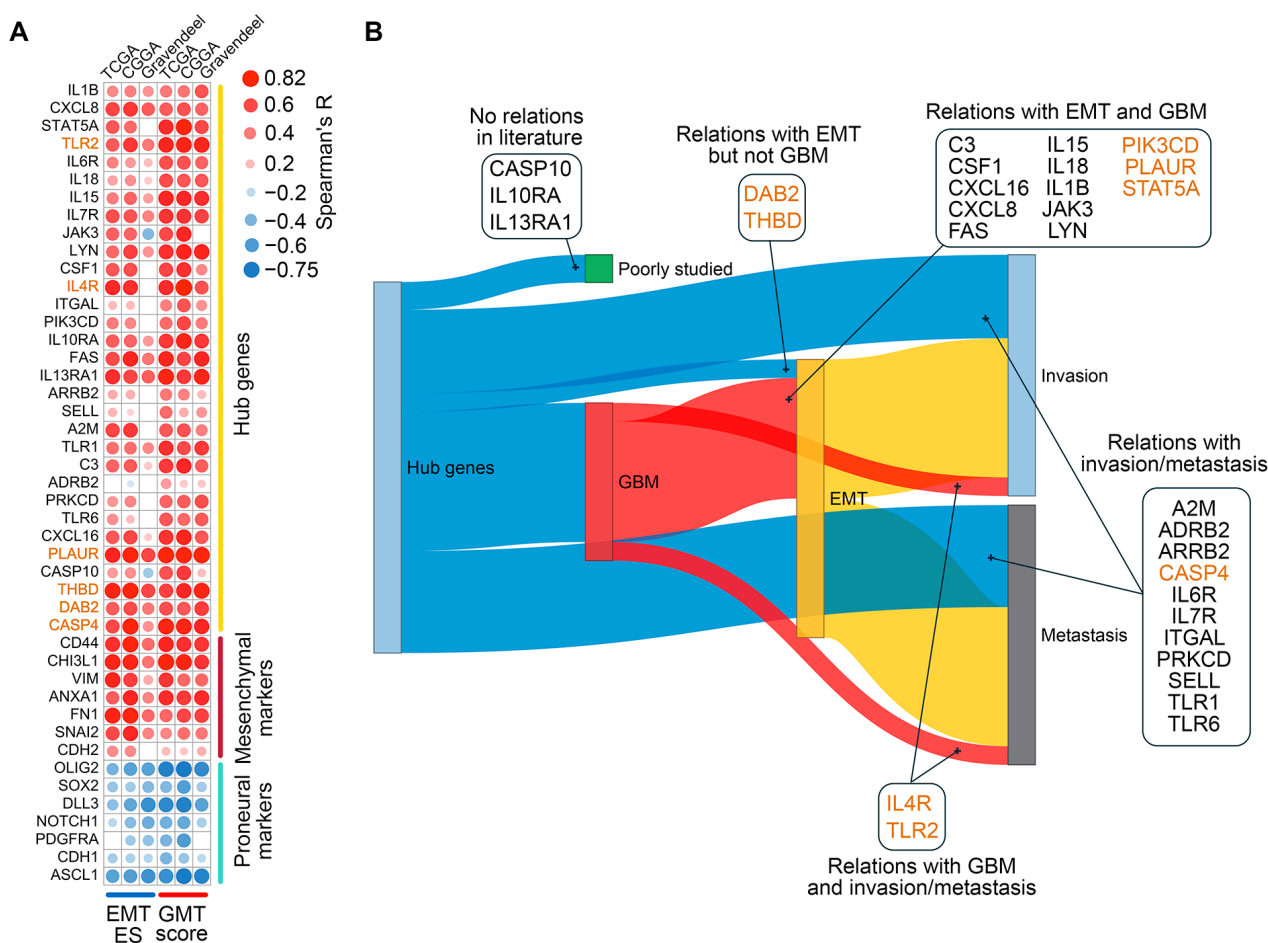 A
TCGA
CGGA
Gravendeel
TCGA
CGGA
Gravendeel
IL1B
CXCL8
STAT5A
TLR2
IL6R
IL18
IL15
IL7R
JAK3
LYN
CSF1
IL4R
ITGAL
PIK3CD
IL10RA
FAS
IL13RA1
ARRB2
SELL
A2M
TLR1
C3
ADRB2
PRKCD
TLR6
CXCL16
PLAUR
CASP10
THBD
DAB2
CASP4
CD44
CHI3L1
VIM
ANXA1
FN1
SNAI2
CDH2
OLIG2
SOX2
DLL3
NOTCH1
PDGFRA
CDH1
ASCL1
EMT
ES
GMT
score
0.82
0.6
0.4
0.2
−0.2
−0.4
−0.6
−0.75
Spearman's R
Hub genes
Mesenchymal
markers
Proneural
markers
B
No relations
in literature
CASP10
IL10RA
IL13RA1
Relations with EMT
but not GBM
DAB2
THBD
Relations with EMT and GBM
C3 IL15 PIK3CD
CSF1 IL18 PLAUR
CXCL16 IL1B STAT5A
CXCL8 JAK3
FAS LYN
Poorly studied
Hub genes
GBM
EMT
Invasion
Metastasis
Relations with
invasion/metastasis
A2M
ADRB2
ARRB2
CASP4
IL6R
IL7R
ITGAL
PRKCD
SELL
TLR1
TLR6
IL4R
TLR2
Relations with GBM
and invasion/metastasis